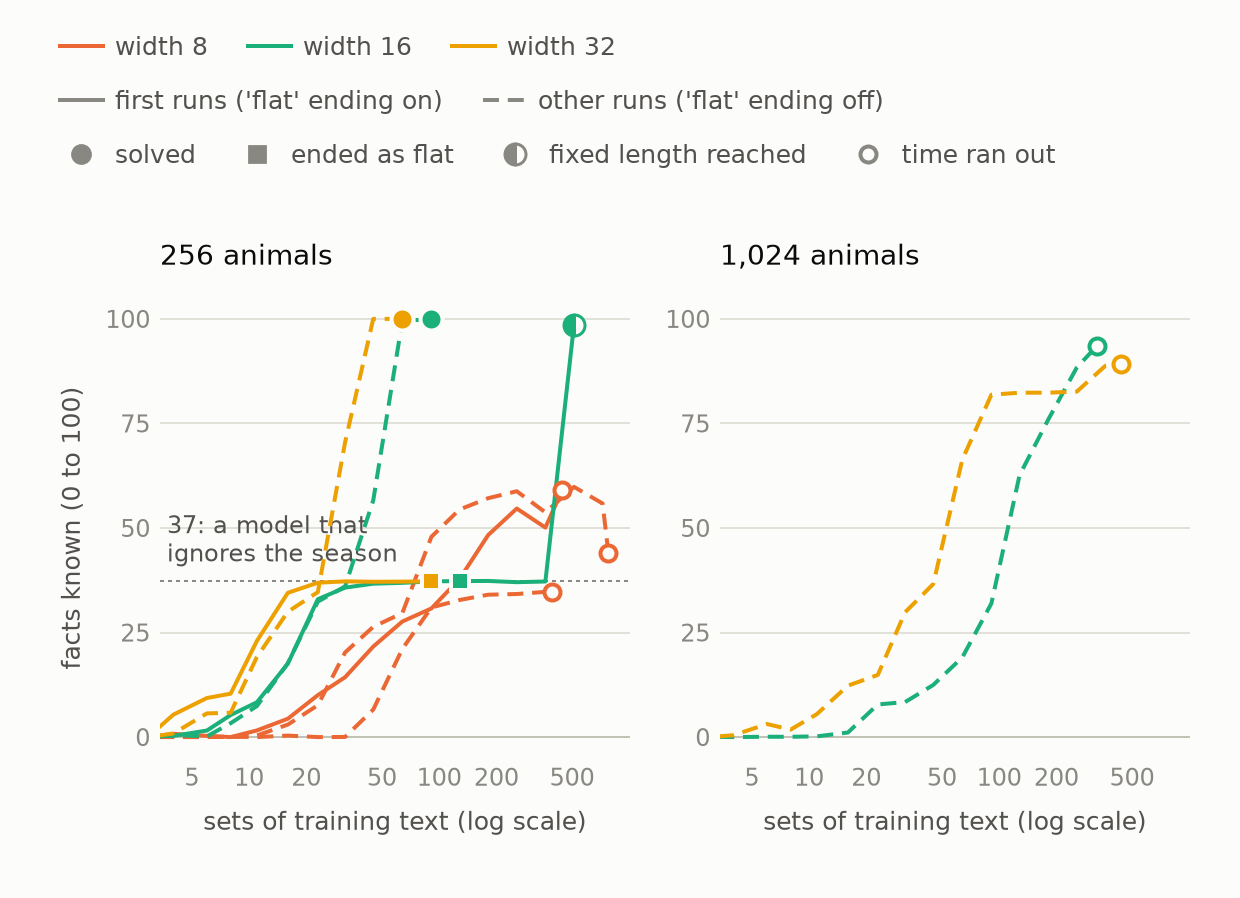 width 8 width 16 width 32
first runs ('flat' ending on) other runs ('flat' ending off)
solved ended as flat fixed length reached time ran out
256 animals 1,024 animals
facts known (0 to 100)
100
75
50
25
0
37: a model that
ignores the season
5 10 20 50 100 200 500
sets of training text (log scale)
100
75
50
25
0
5 10 20 50 100 200 500
sets of training text (log scale)